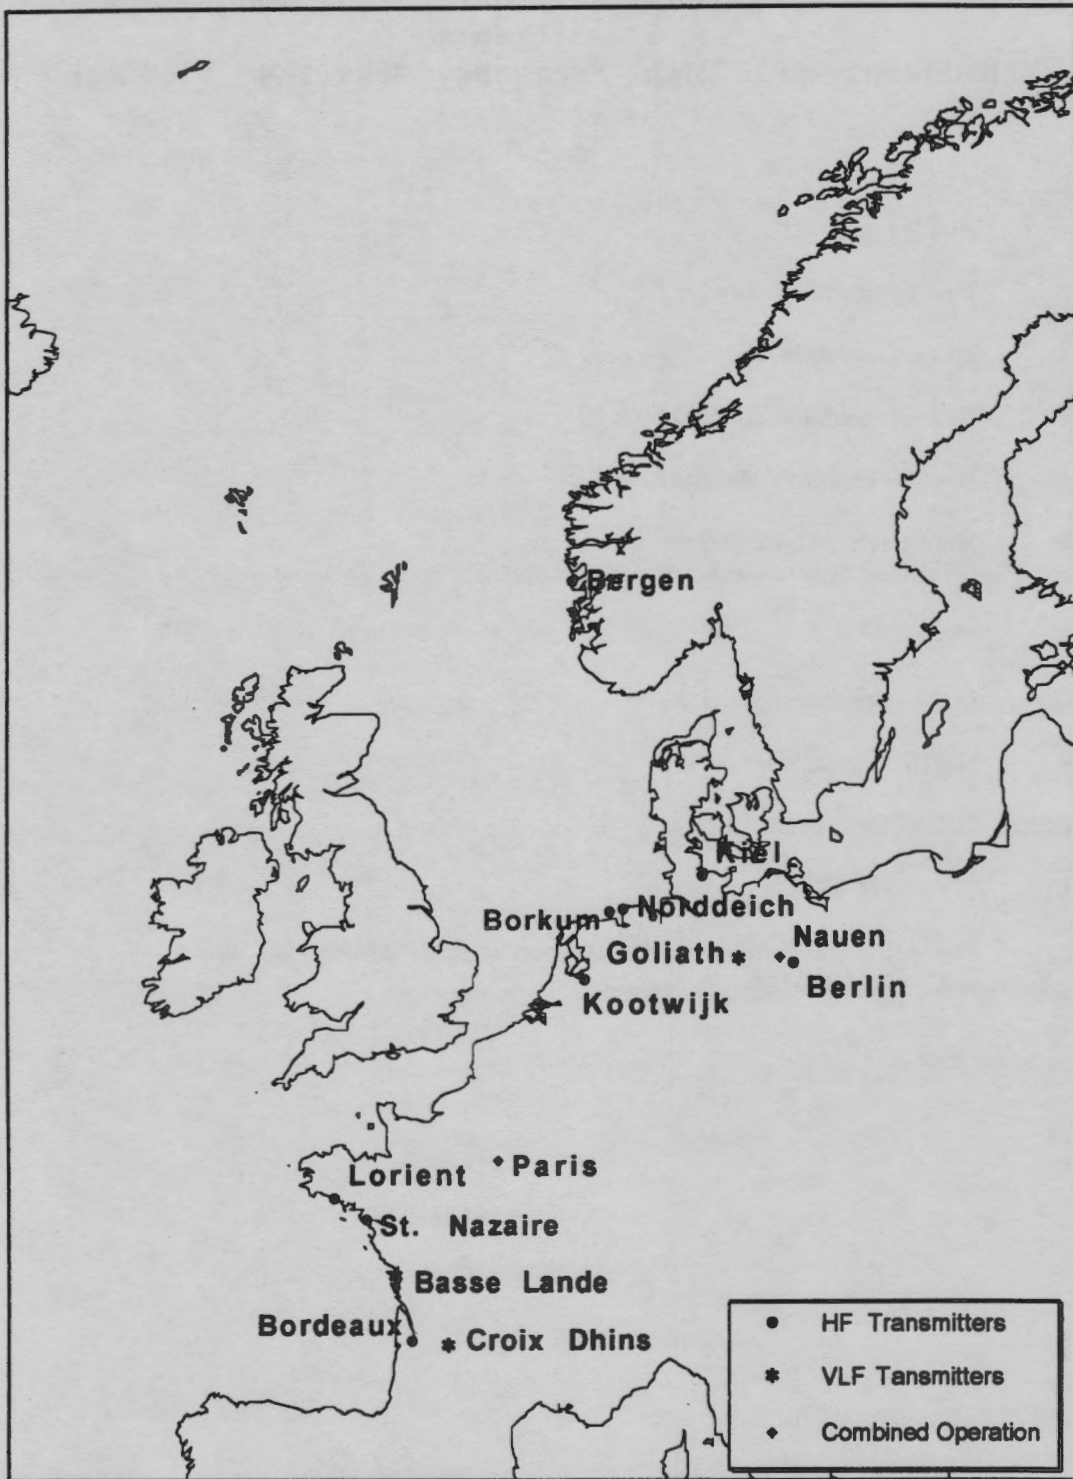 Bergen
Kiel
Borkum
Norddeich
Goliath
Nauen
Berlin
Kootwijk
Lorient
Paris
St. Nazaire
Basse Lande
Bordeaux
Croix Dhins
HF Transmitters
VLF Tansmitters
Combined Operation